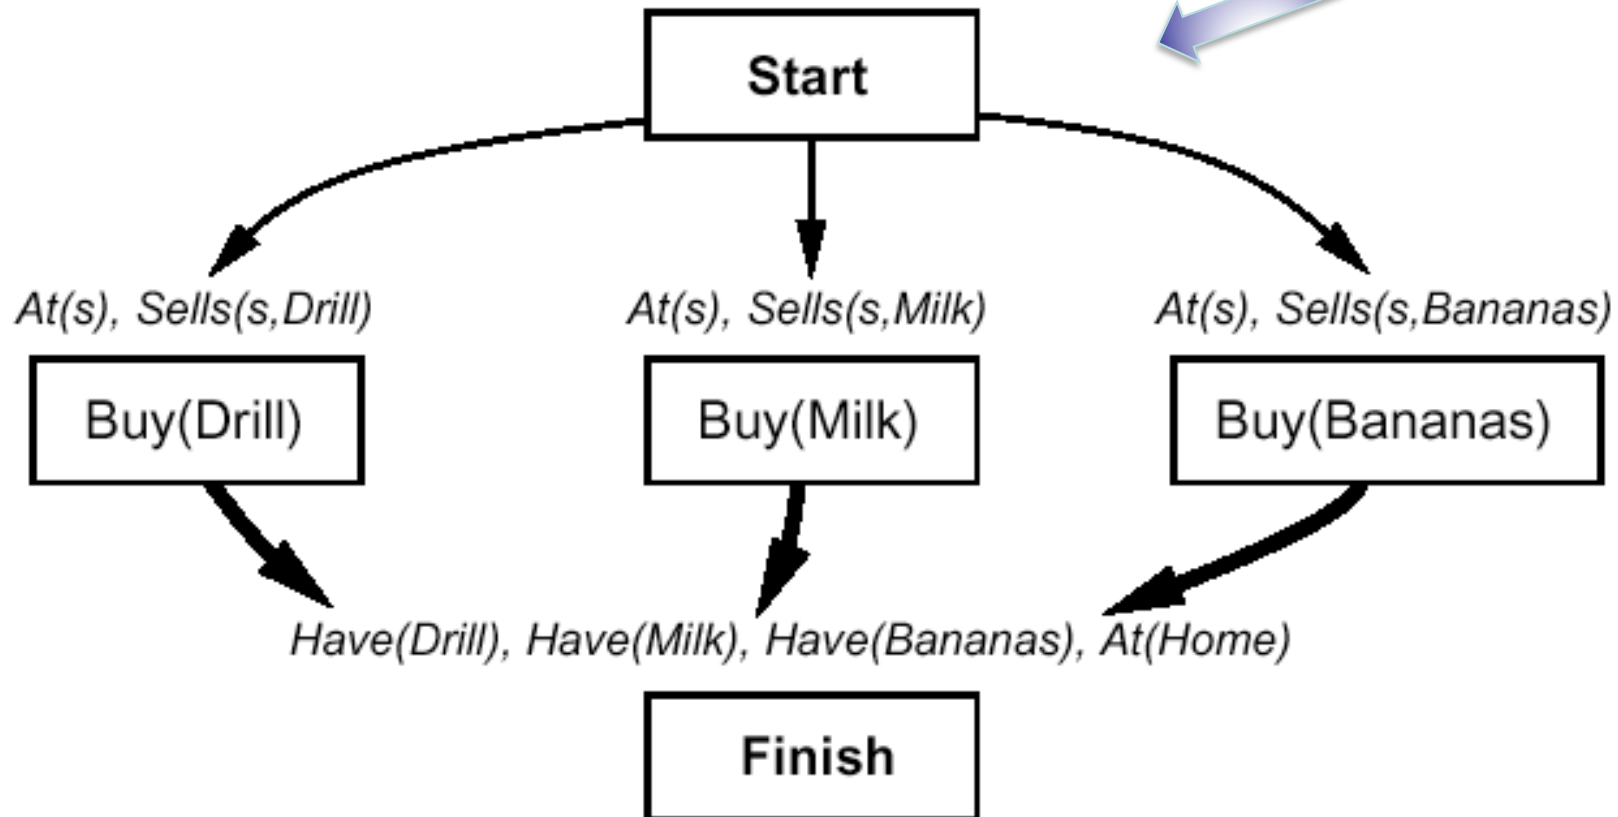 Start
At(s), Sells(s,Drill)
At(s), Sells(s,Milk)
At(s), Sells(s,Bananas)
Buy(Drill)
Buy(Milk)
Buy(Bananas)
Have(Drill), Have(Milk), Have(Bananas), At(Home)
Finish